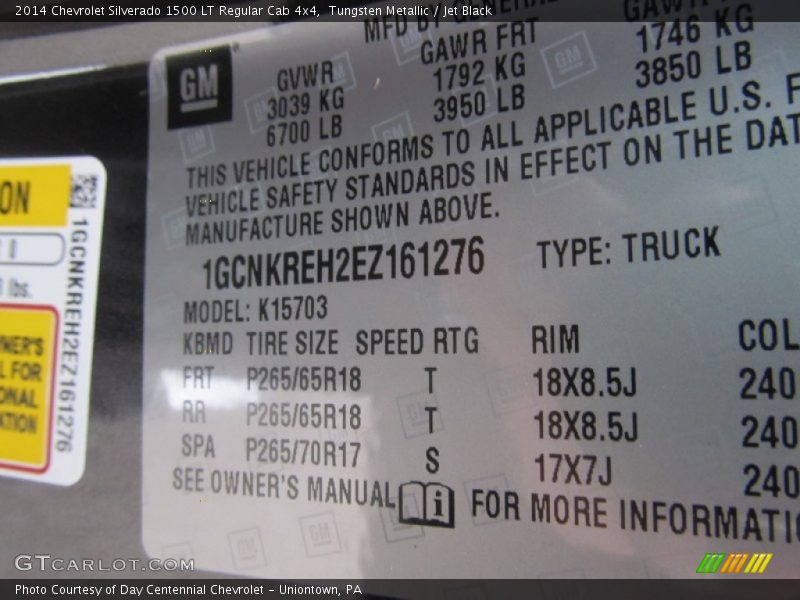 2014 Chevrolet Silverado 1500 LT Regular Cab 4x4, Tungsten Metallic / Jet Black
MFD BY GENERAL
GM
GVWR
3039 KG
6700 LB
GAWR FRT
1792 KG
3950 LB
1746 KG
3850 LB
THIS VEHICLE CONFORMS TO ALL APPLICABLE U.S. F
VEHICLE SAFETY STANDARDS IN EFFECT ON THE DAT
MANUFACTURE SHOWN ABOVE.
1GCNKREH2EZ161276 TYPE: TRUCK
MODEL: K15703
KBMD TIRE SIZE SPEED RTG RIM COL
FRT P265/65R18 T 18X8.5J 240
RR P265/65R18 T 18X8.5J 240
SPA P265/70R17 S 17X7J 240
SEE OWNER'S MANUAL i FOR MORE INFORMATI
ON
lbs.
NER'S
L FOR
ONAL
ATION
1GCNKREH2EZ161276
GTCARLOT.COM
Photo Courtesy of Day Centennial Chevrolet – Uniontown, PA